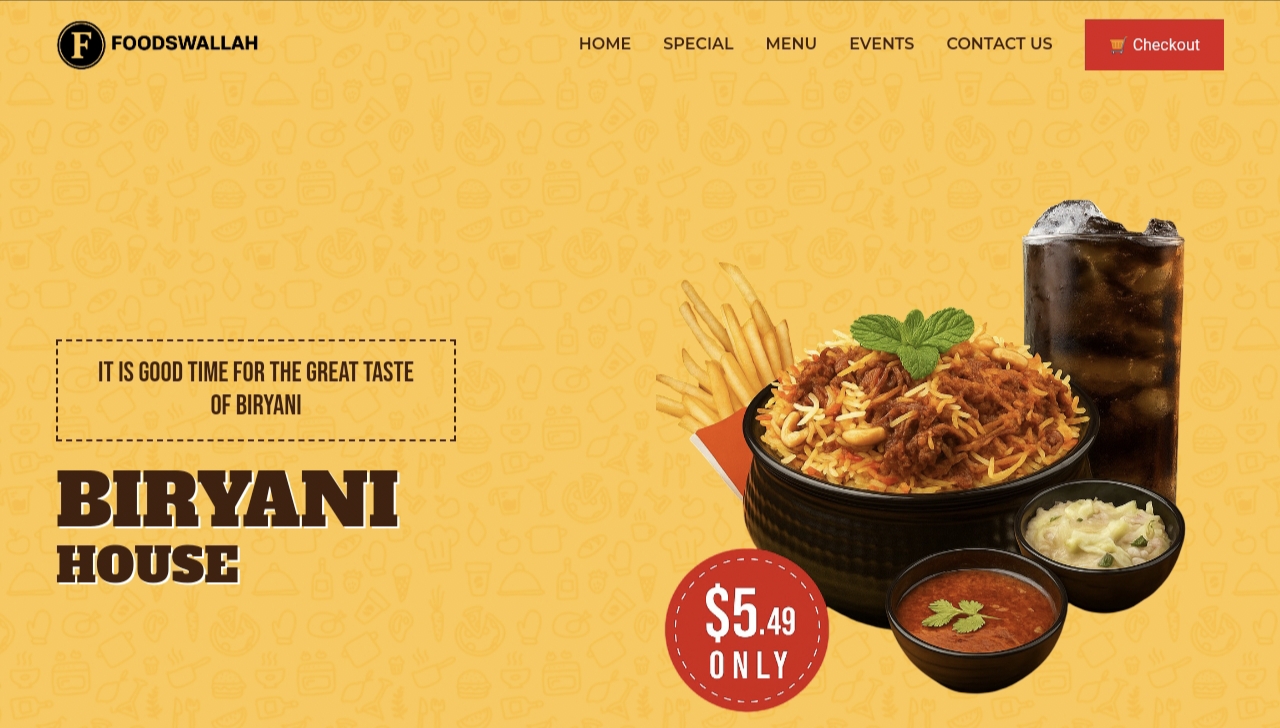 F FOODSWALLAH
HOME SPECIAL MENU EVENTS CONTACT US 🛒 Checkout
IT IS GOOD TIME FOR THE GREAT TASTE
OF BIRYANI
BIRYANI
HOUSE
$5.49
ONLY